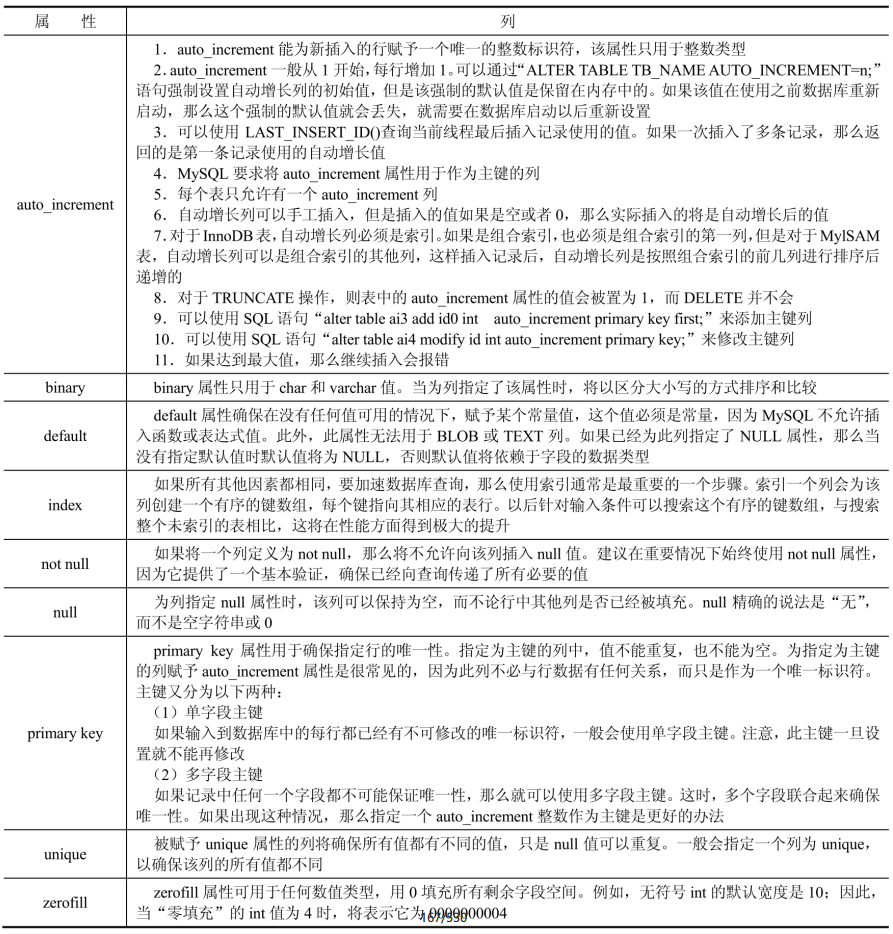 属 性 列
auto_increment
1．auto_increment 能为新插入的行赋予一个唯一的整数标识符，该属性只用于整数类型
2．auto_increment 一般从 1 开始，每行增加 1。可以通过“ALTER TABLE TB_NAME AUTO_INCREMENT=n;”
语句强制设置自动增长列的初始值，但是该强制的默认值是保留在内存中的。如果该值在使用之前数据库重新
启动，那么这个强制的默认值就会丢失，就需要在数据库启动以后重新设置
3．可以使用 LAST_INSERT_ID()查询当前线程最后插入记录使用的值。如果一次插入了多条记录，那么返
回的是第一条记录使用的自动增长值
4．MySQL 要求将 auto_increment 属性用于作为主键的列
5．每个表只允许有一个 auto_increment 列
6．自动增长列可以手工插入，但是插入的值如果是空或者 0，那么实际插入的将是自动增长后的值
7．对于 InnoDB 表，自动增长列必须是索引。如果是组合索引，也必须是组合索引的第一列，但是对于 MylSAM
表，自动增长列可以是组合索引的其他列，这样插入记录后，自动增长列是按照组合索引的前几列进行排序后
递增的
8．对于 TRUNCATE 操作，则表中的 auto_increment 属性的值会被置为 1，而 DELETE 并不会
9．可以使用 SQL 语句“alter table ai3 add id0 int auto_increment primary key first;”来添加主键列
10．可以使用 SQL 语句“alter table ai4 modify id int auto_increment primary key;”来修改主键列
11．如果达到最大值，那么继续插入会报错
binary
binary 属性只用于 char 和 varchar 值。当为列指定了该属性时，将以区分大小写的方式排序和比较
default
default 属性确保在没有任何值可用的情况下，赋予某个常量值，这个值必须是常量，因为 MySQL 不允许插
入函数或表达式值。此外，此属性无法用于 BLOB 或 TEXT 列。如果已经为此列指定了 NULL 属性，那么当
没有指定默认值时默认值将为 NULL，否则默认值将依赖于字段的数据类型
index
如果所有其他因素都相同，要加速数据库查询，那么使用索引通常是最重要的一个步骤。索引一个列会为该
列创建一个有序的键数组，每个键指向其相应的表行。以后针对输入条件可以搜索这个有序的键数组，与搜索
整个未索引的表相比，这将在性能方面得到极大的提升
not null
如果将一个列定义为 not null，那么将不允许向该列插入 null 值。建议在重要情况下始终使用 not null 属性，
因为它提供了一个基本验证，确保已经向查询传递了所有必要的值
null
为列指定 null 属性时，该列可以保持为空，而不论行中其他列是否已经被填充。null 精确的说法是“无”，
而不是空字符串或 0
primary key
primary key 属性用于确保指定行的唯一性。指定为主键的列中，值不能重复，也不能为空。为指定为主键
的列赋予 auto_increment 属性是很常见的，因为此列不必与行数据有任何关系，而只是作为一个唯一标识符。
主键又分为以下两种：
（1）单字段主键
如果输入到数据库中的每行都已经有不可修改的唯一标识符，一般会使用单字段主键。注意，此主键一旦设
置就不能再修改
（2）多字段主键
如果记录中任何一个字段都不可能保证唯一性，那么就可以使用多字段主键。这时，多个字段联合起来确保
唯一性。如果出现这种情况，那么指定一个 auto_increment 整数作为主键是更好的办法
unique
被赋予 unique 属性的列将确保所有值都有不同的值，只是 null 值可以重复。一般会指定一个列为 unique，
以确保该列的所有值都不同
zerofill
zerofill 属性可用于任何数值类型，用 0 填充所有剩余字段空间。例如，无符号 int 的默认宽度是 10；因此，
当“零填充”的 int 值为 4 时，将表示它为 0000000004
167/530